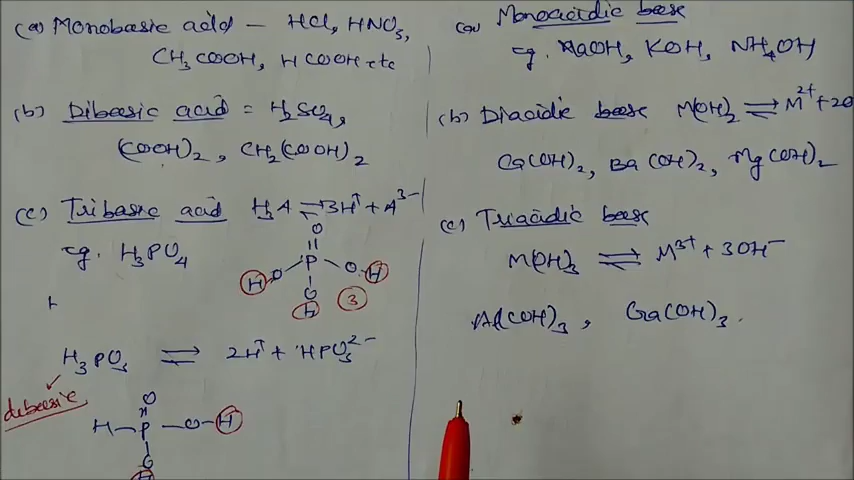 (a) Monobasic acid — HCl, HNO3,
CH3COOH, HCOOH etc
(b) Dibasic acid = H2SO4,
(COOH)2, CH2(COOH)2
(c) Tribasic acid H3A ⇌ 3H+ + A3-
eg. H3PO4
O
H O P O H
O
H
3
H
H3PO3 ⇌ 2H+ + HPO3 2-
dibasic
O
H — P — O — H
O
H
(a) Monoacidic base
eg. NaOH, KOH, NH4OH
(b) Diacidic base M(OH)2 ⇌ M2+ + 2O
Ca(OH)2, Ba(OH)2, Mg(OH)2
(c) Triacidic base
M(OH)3 ⇌ M3+ + 3OH-
Al(OH)3, Ga(OH)3.